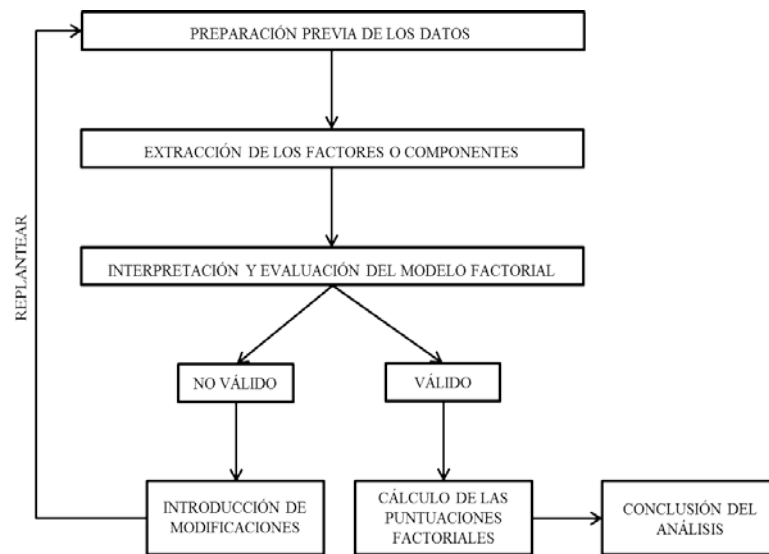 PREPARACIÓN PREVIA DE LOS DATOS
EXTRACCIÓN DE LOS FACTORES O COMPONENTES
INTERPRETACIÓN Y EVALUACIÓN DEL MODELO FACTORIAL
REPLANTEAR
NO VÁLIDO
VÁLIDO
INTRODUCCIÓN DE
MODIFICACIONES
CÁLCULO DE LAS
PUNTUACIONES
FACTORIALES
CONCLUSIÓN DEL
ANÁLISIS